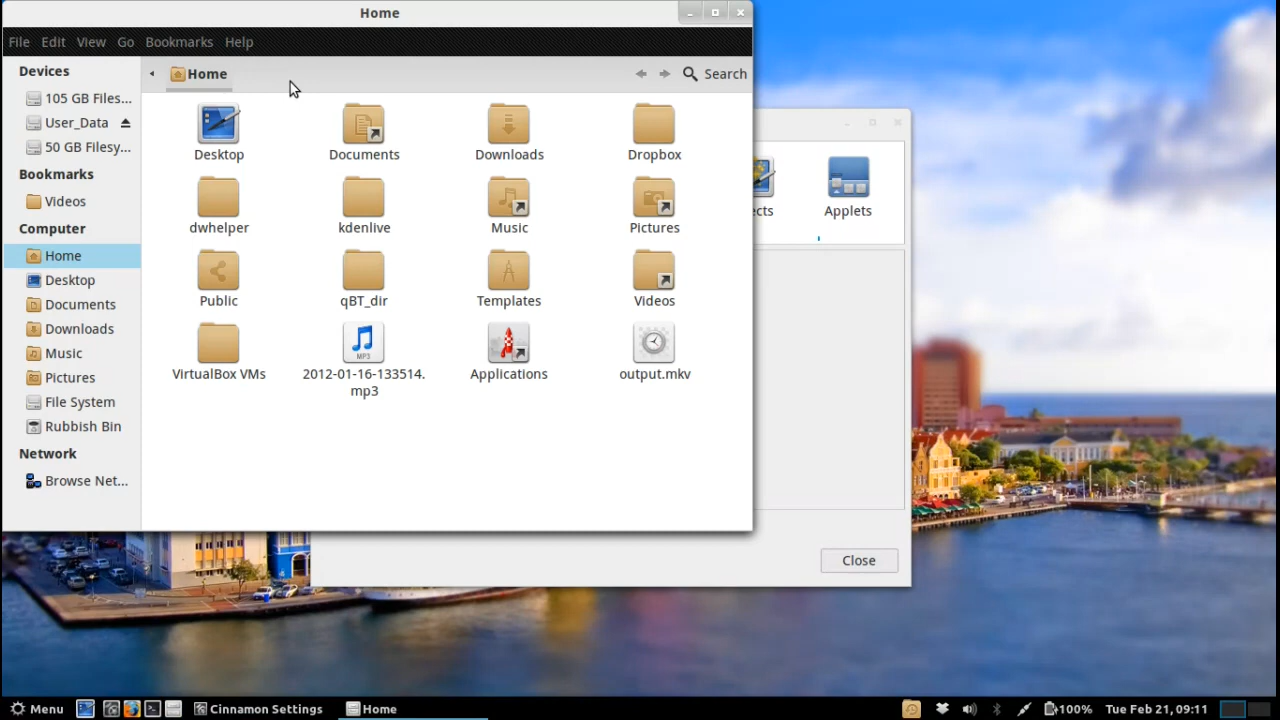 Home
File Edit View Go Bookmarks Help
Devices
105 GB Files...
User_Data
50 GB Filesy...
Bookmarks
Videos
Computer
Home
Desktop
Documents
Downloads
Music
Pictures
File System
Rubbish Bin
Network
Browse Net...
Home
Search
Desktop Documents Downloads Dropbox
dwhelper kdenlive Music Pictures
Public qBT_dir Templates Videos
VirtualBox VMs 2012-01-16-133514. Applications output.mkv
mp3
MP3
cts Applets
Close
Menu Cinnamon Settings Home 100% Tue Feb 21, 09:11